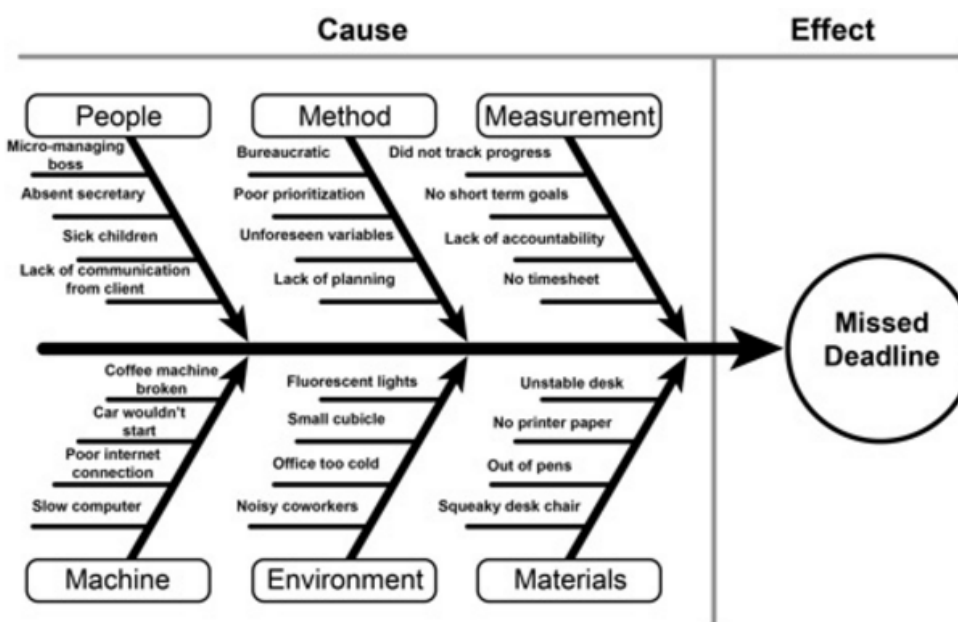 Cause
Effect
People
Method
Measurement
Micro-managing
boss
Absent secretary
Sick children
Lack of communication
from client
Bureaucratic
Poor prioritization
Unforeseen variables
Lack of planning
Did not track progress
No short term goals
Lack of accountability
No timesheet
Missed
Deadline
Coffee machine
broken
Car wouldn't
start
Poor internet
connection
Slow computer
Fluorescent lights
Small cubicle
Office too cold
Noisy coworkers
Unstable desk
No printer paper
Out of pens
Squeaky desk chair
Machine
Environment
Materials